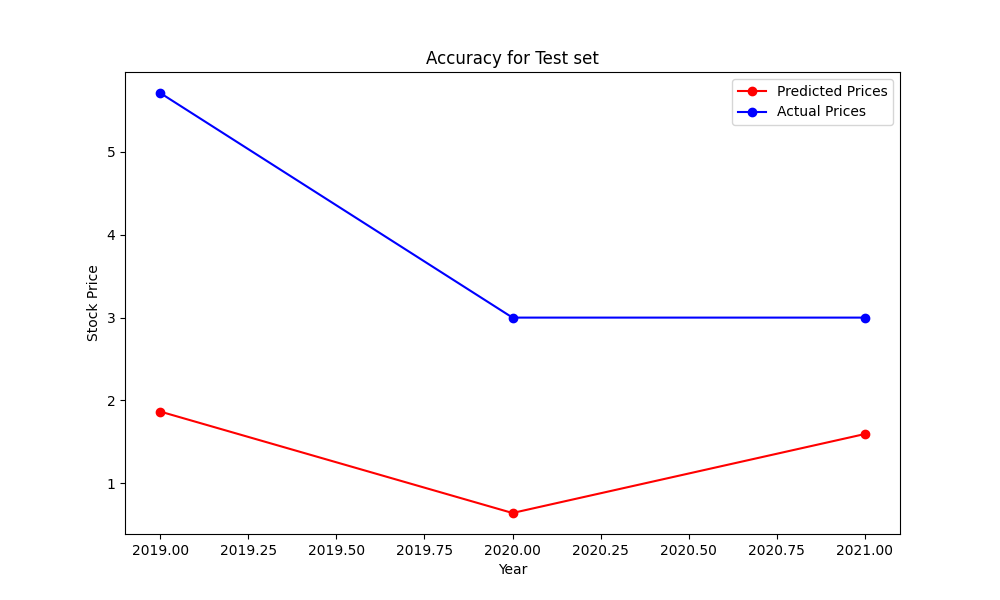 Accuracy for Test set
Predicted Prices
Actual Prices
Stock Price
5
4
3
2
1
2019.00 2019.25 2019.50 2019.75 2020.00 2020.25 2020.50 2020.75 2021.00
Year